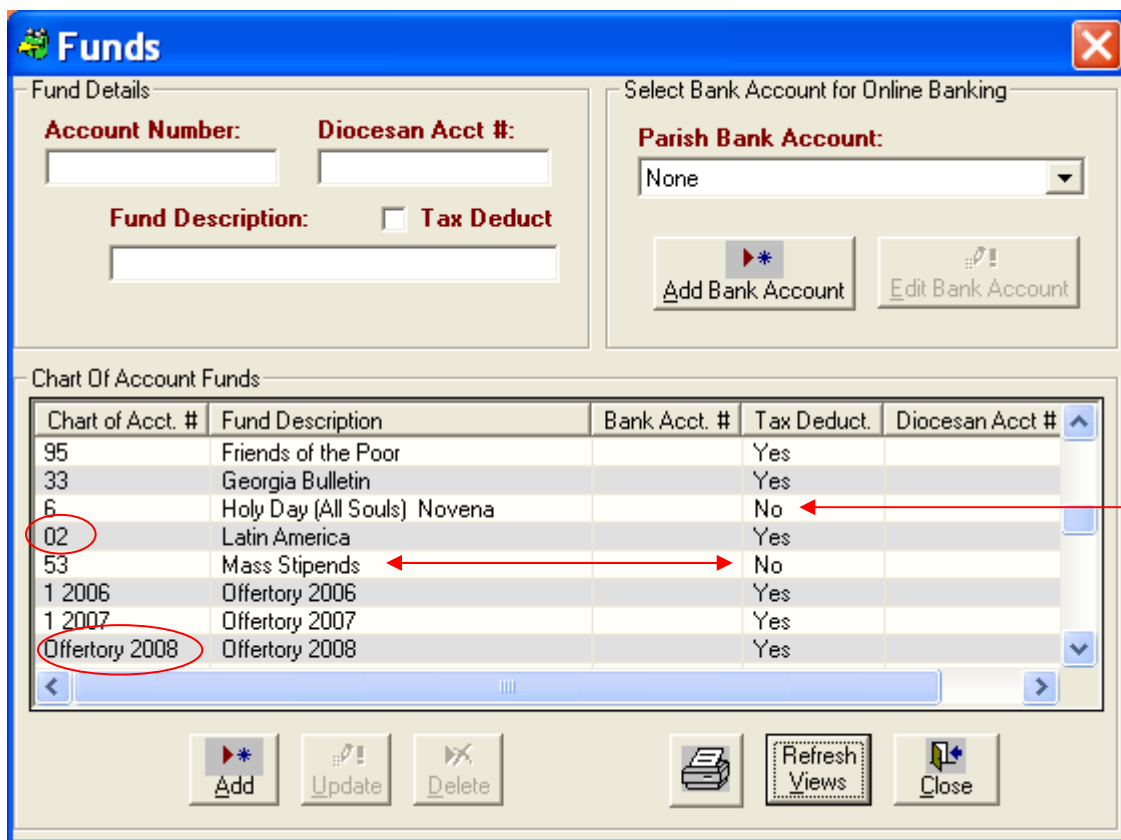 Funds
Fund Details
Account Number: Diocesan Acct #:
Fund Description: Tax Deduct
Select Bank Account for Online Banking
Parish Bank Account:
None
Add Bank Account Edit Bank Account
Chart Of Account Funds
Chart of Acct. # Fund Description Bank Acct. # Tax Deduct. Diocesan Acct #
95 Friends of the Poor Yes
33 Georgia Bulletin Yes
6 Holy Day (All Souls) Novena No
02 Latin America Yes
53 Mass Stipends No
1 2006 Offertory 2006 Yes
1 2007 Offertory 2007 Yes
Offertory 2008 Offertory 2008 Yes
Add Update Delete Refresh Views Close